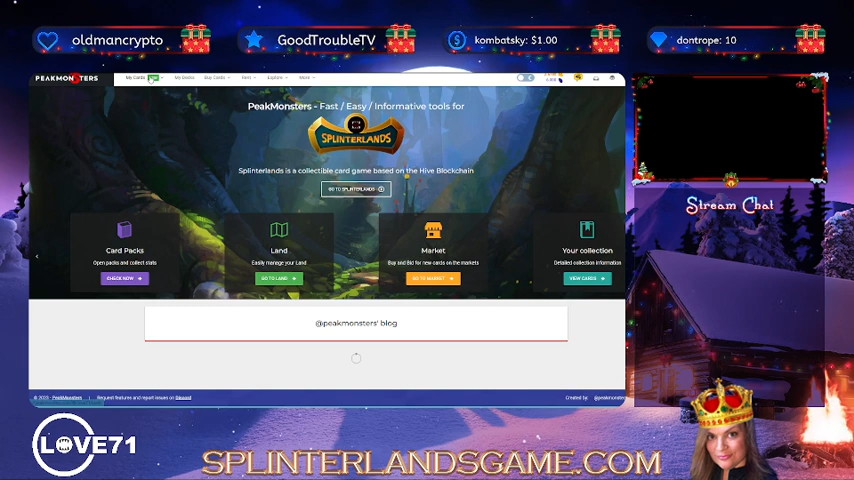 oldmancrypto
GoodTroubleTV
kombatsky: $1.00
dontrope: 10
PEAKMONSTERS
My Cards
My Decks
Buy Cards
Explore
More
PeakMonsters - Fast / Easy / Informative tools for
SPLINTERLANDS
Splinterlands is a collectible card game based on the Hive Blockchain
GO TO SPLINTERLANDS
Card Packs
Open packs and collect stats
CHECK NOW
Land
Easily manage your Land
GO TO LAND
Market
Buy and Bid for new cards on the markets
GO TO MARKET
Your collection
Detailed collection information
VIEW CARDS
@peakmonsters' blog
PeakMonsters | Request features and report issues on Discord
Created by: @peakmonsters
Stream Chat
LOVE71
SPLINTERLANDSGAME.COM